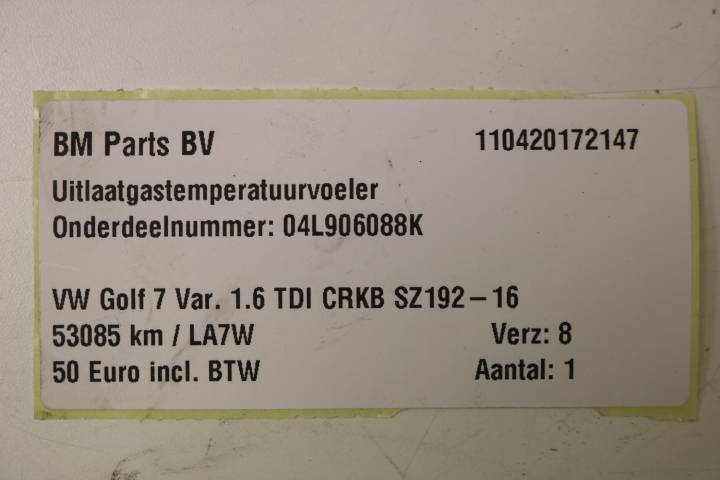 BM Parts BV 110420172147
Uitlaatgastemperatuurvoeler
Onderdeelnummer: 04L906088K
VW Golf 7 Var. 1.6 TDI CRKB SZ192-16
53085 km / LA7W Verz: 8
50 Euro incl. BTW Aantal: 1